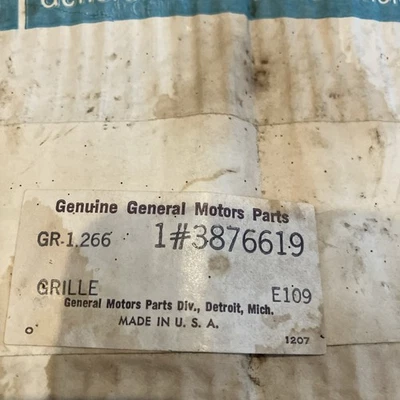 Genuine General Motors Parts
GR-1.266 1#3876619
GRILLE E109
General Motors Parts Div., Detroit, Mich.
MADE IN U. S. A.
1207